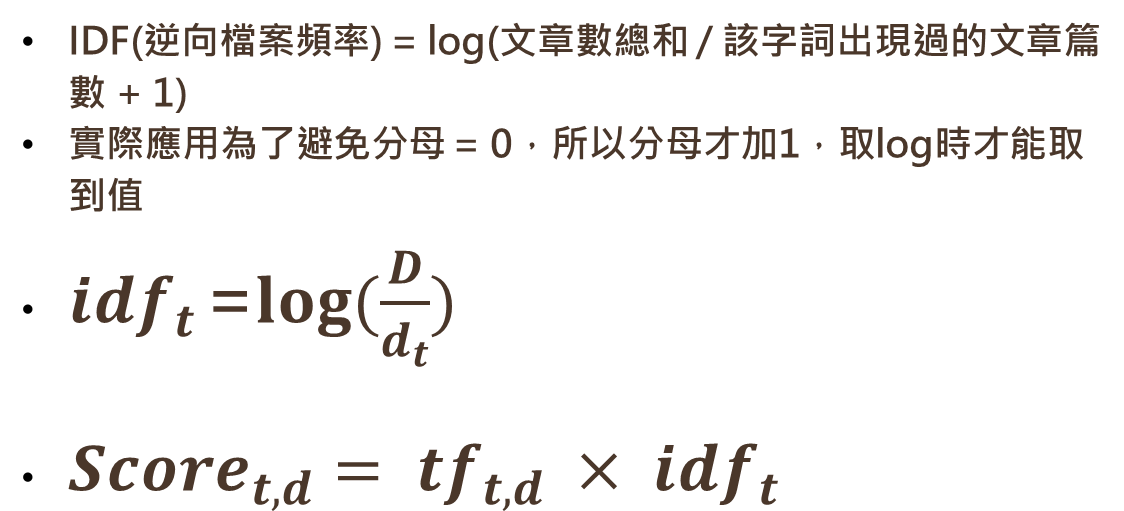 • IDF(逆向檔案頻率) = log(文章數總和 / 該字詞出現過的文章篇
數 + 1)
• 實際應用為了避免分母 = 0，所以分母才加1，取log時才能取
到值
• idf_t =log(D/d_t)
• Score_{t,d} = tf_{t,d} × idf_t